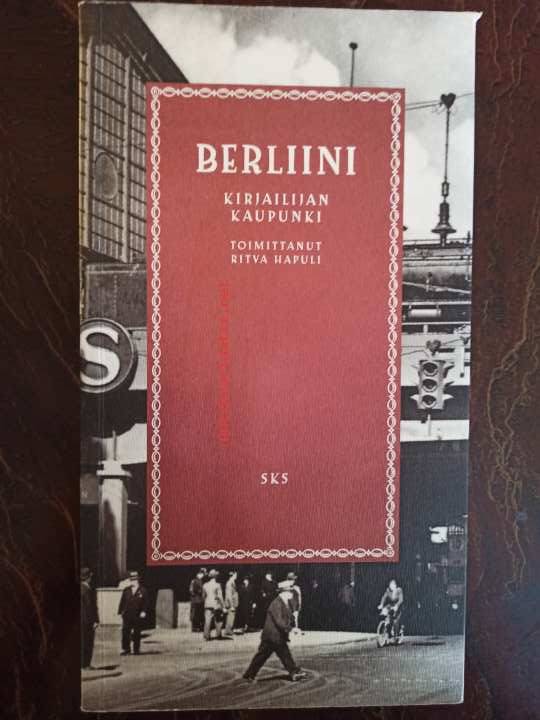 BERLIINI
KIRJAILIJAN
KAUPUNKI
TOIMITTANUT
RITVA HAPULI
S
SKS